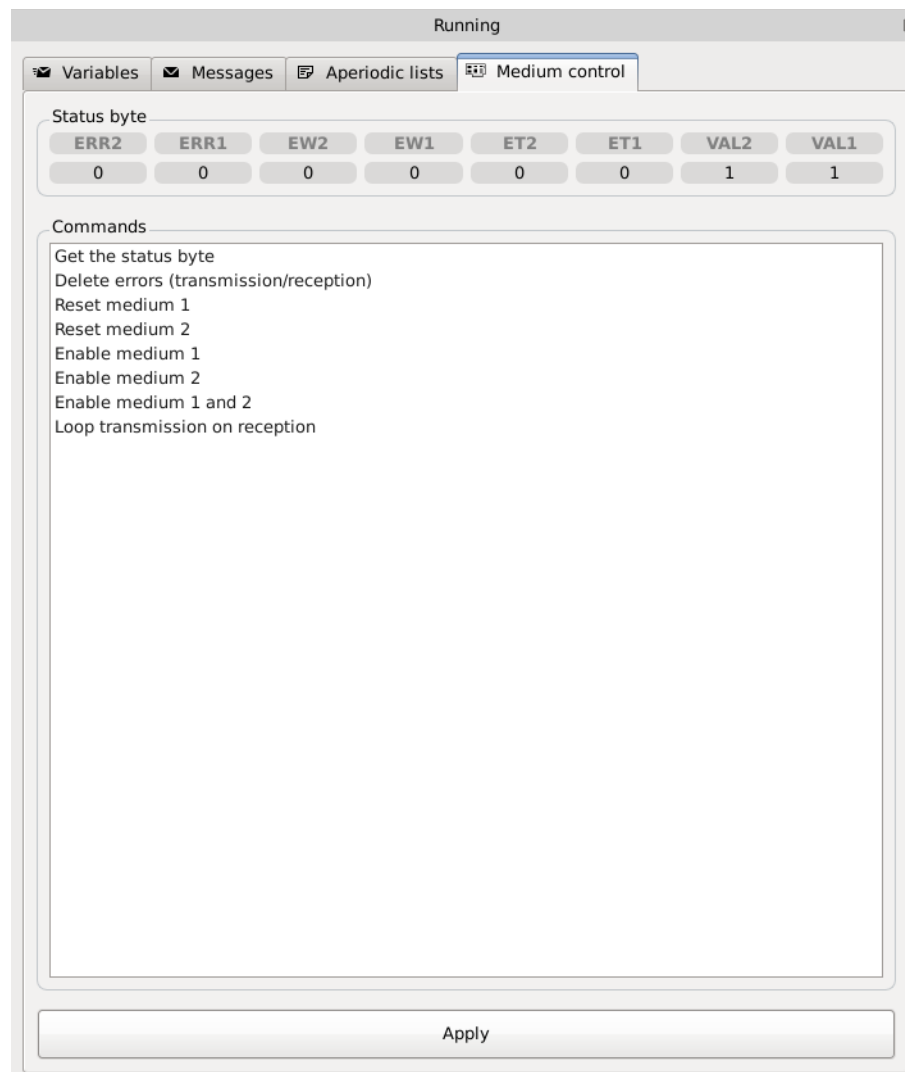 Running
Variables Messages Aperiodic lists Medium control
Status byte
ERR2 ERR1 EW2 EW1 ET2 ET1 VAL2 VAL1
0 0 0 0 0 0 1 1
Commands
Get the status byte
Delete errors (transmission/reception)
Reset medium 1
Reset medium 2
Enable medium 1
Enable medium 2
Enable medium 1 and 2
Loop transmission on reception
Apply